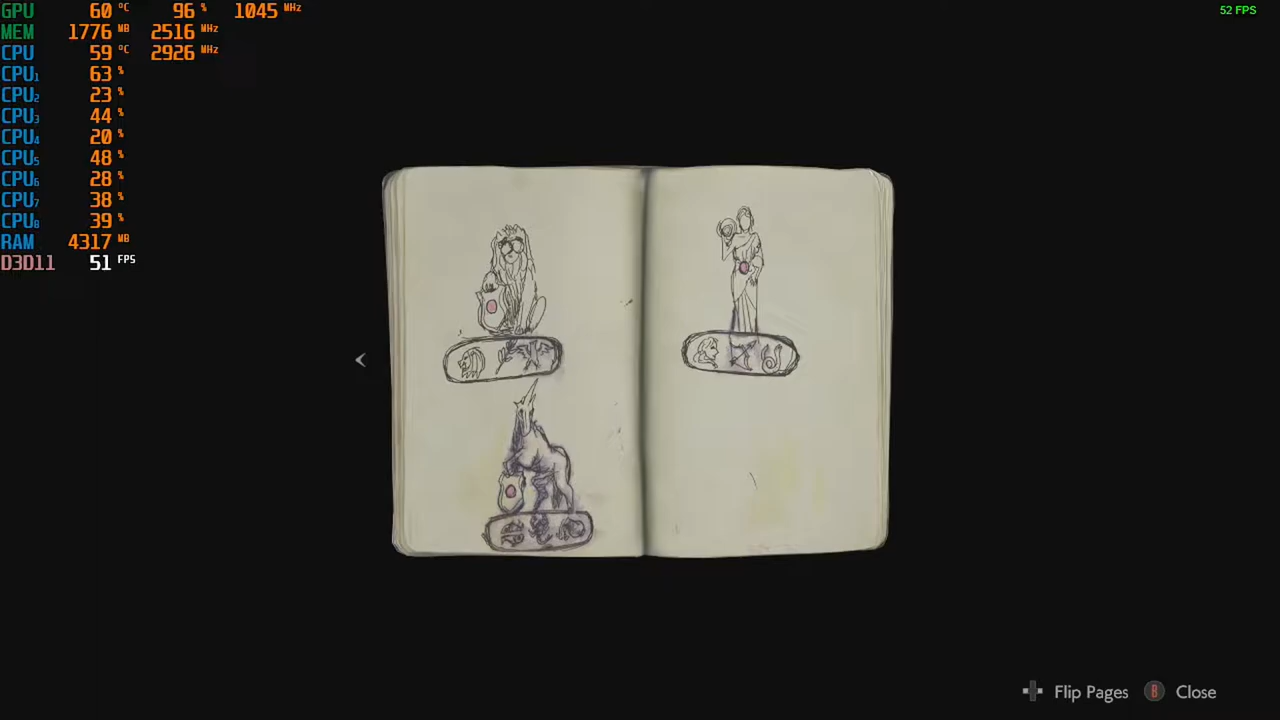 GPU 60 °C 96 % 1045 MHz
52 FPS
MEM 1776 MB 2516 MHz
CPU 59 °C 2926 MHz
CPU1 63 %
CPU2 23 %
CPU3 44 %
CPU4 20 %
CPU5 48 %
CPU6 28 %
CPU7 38 %
CPU8 39 %
RAM 4317 MB
D3D11 51 FPS
Flip Pages B Close